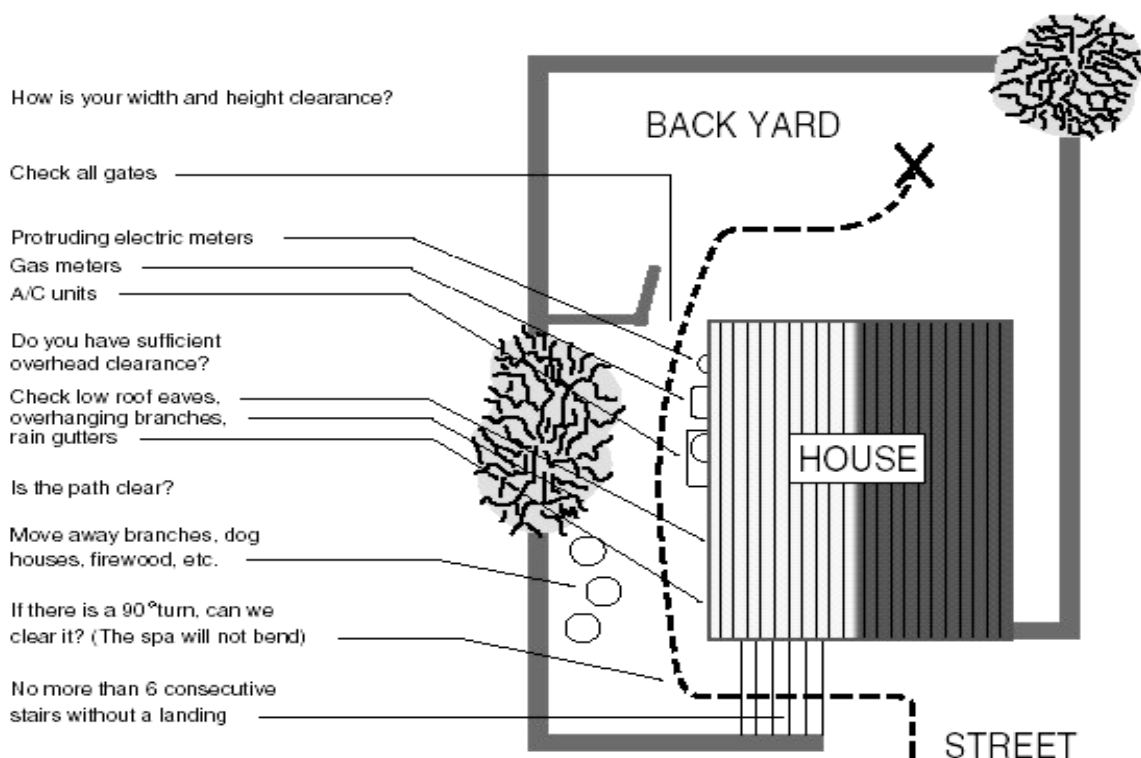 How is your width and height clearance?
BACK YARD
Check all gates
Protruding electric meters
Gas meters
A/C units
Do you have sufficient
overhead clearance?
Check low roof eaves,
overhanging branches,
rain gutters
HOUSE
Is the path clear?
Move away branches, dog
houses, firewood, etc.
If there is a 90° turn, can we
clear it? (The spa will not bend)
No more than 6 consecutive
stairs without a landing
STREET